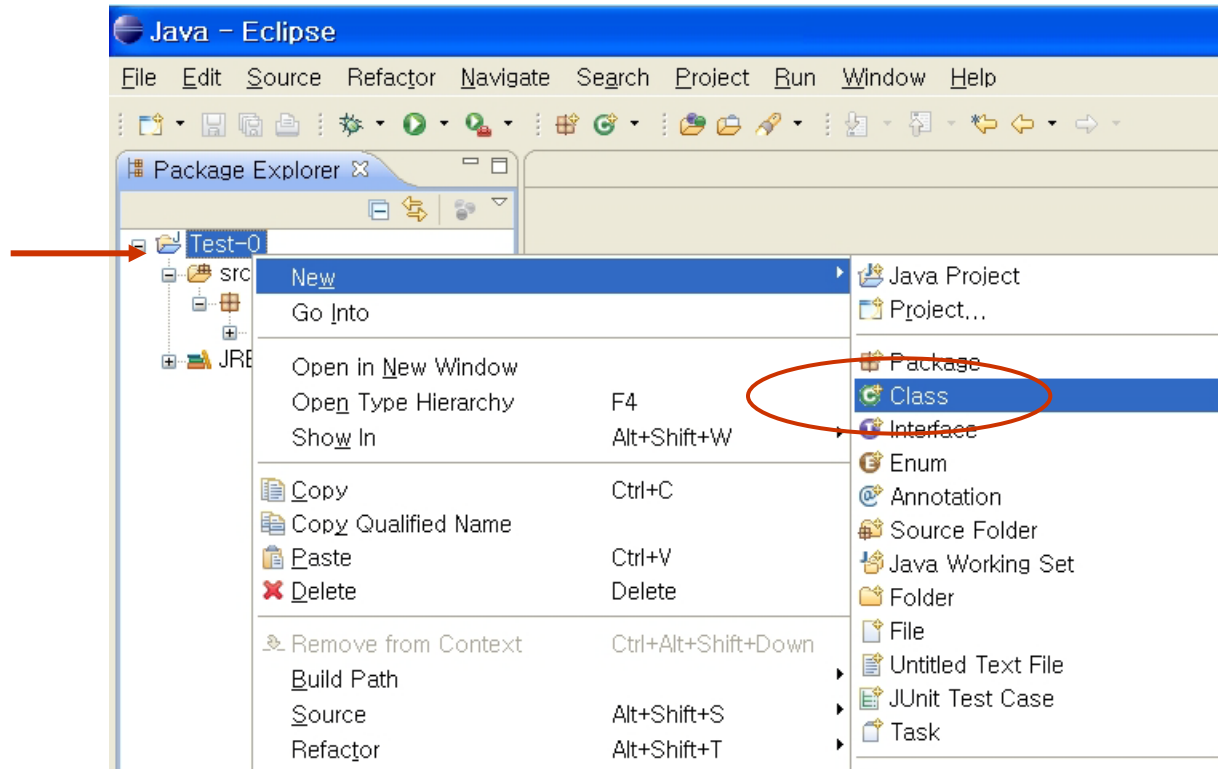 Java - Eclipse
File Edit Source Refactor Navigate Search Project Run Window Help
Package Explorer
Test-0
src
JRE
New
Go Into
Open in New Window
Open Type Hierarchy F4
Show In Alt+Shift+W
Copy Ctrl+C
Copy Qualified Name
Paste Ctrl+V
Delete Delete
Remove from Context Ctrl+Alt+Shift+Down
Build Path
Source Alt+Shift+S
Refactor Alt+Shift+T
Java Project
Project...
Package
Class
Interface
Enum
Annotation
Source Folder
Java Working Set
Folder
File
Untitled Text File
JUnit Test Case
Task